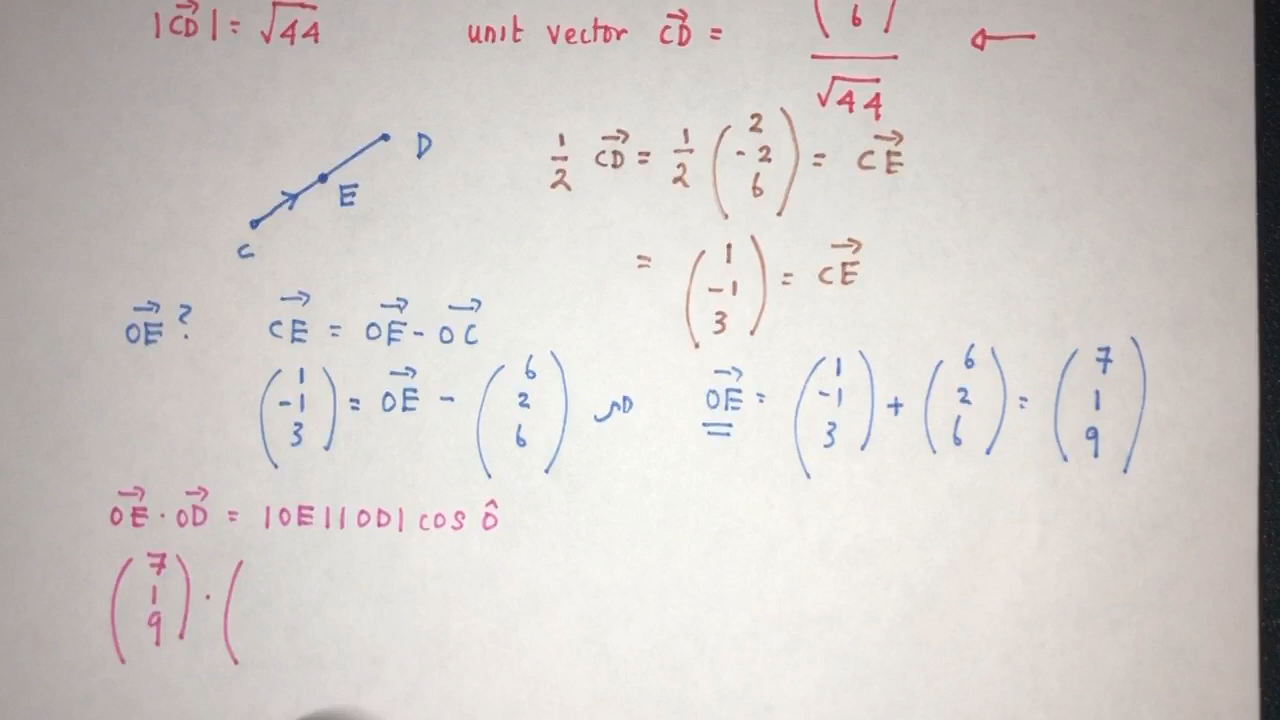 |CD⃗| = √44 unit vector CD⃗ = (6)/√44 ←
C E D
1/2 CD⃗ = 1/2 (2 -2 6) = CE⃗
= (1 -1 3) = CE⃗
OE⃗ ? CE⃗ = OE⃗ - OC⃗
(1 -1 3) = OE⃗ - (6 2 6) OE⃗ = (1 -1 3) + (6 2 6) = (7 1 9)
OE⃗ . OD⃗ = |OE||OD| cos Ô
(7 1 9) . (